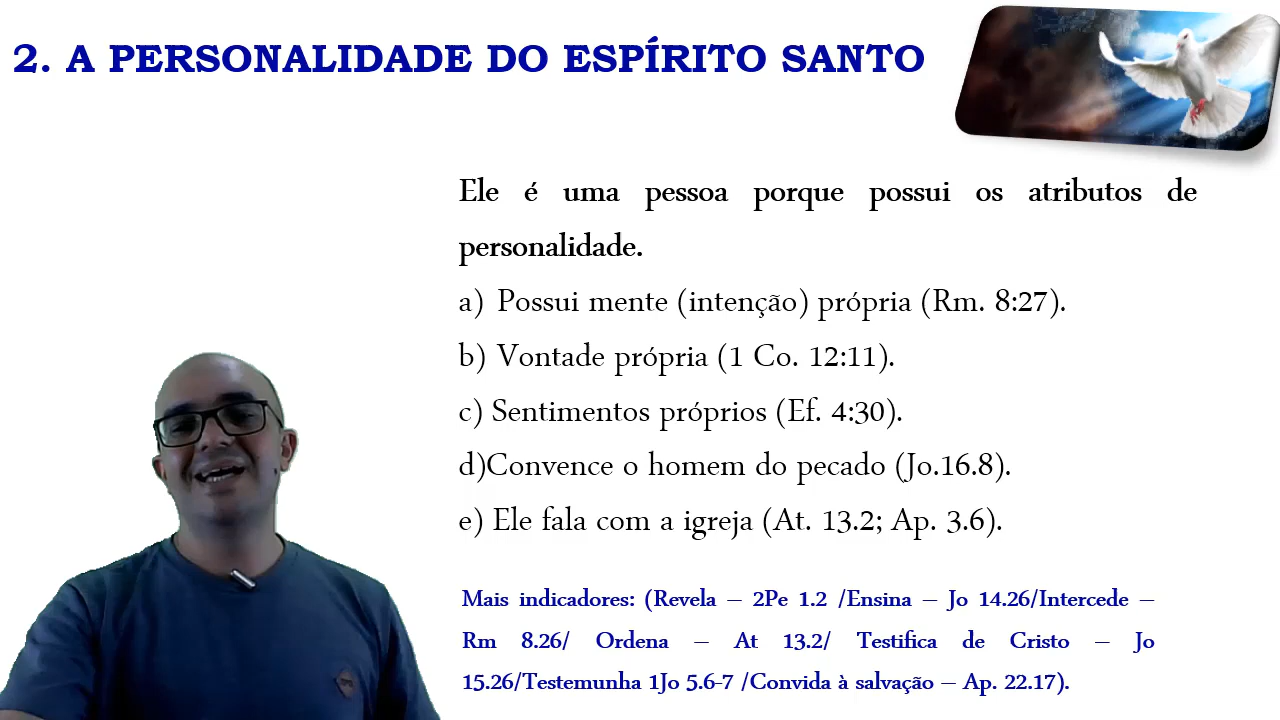 2. A PERSONALIDADE DO ESPÍRITO SANTO
Ele é uma pessoa porque possui os atributos de
personalidade.
a) Possui mente (intenção) própria (Rm. 8:27).
b) Vontade própria (1 Co. 12:11).
c) Sentimentos próprios (Ef. 4:30).
d)Convence o homem do pecado (Jo.16.8).
e) Ele fala com a igreja (At. 13.2; Ap. 3.6).
Mais indicadores: (Revela – 2Pe 1.2 /Ensina – Jo 14.26/Intercede –
Rm 8.26/ Ordena – At 13.2/ Testifica de Cristo – Jo
15.26/Testemunha 1Jo 5.6-7 /Convida à salvação – Ap. 22.17).